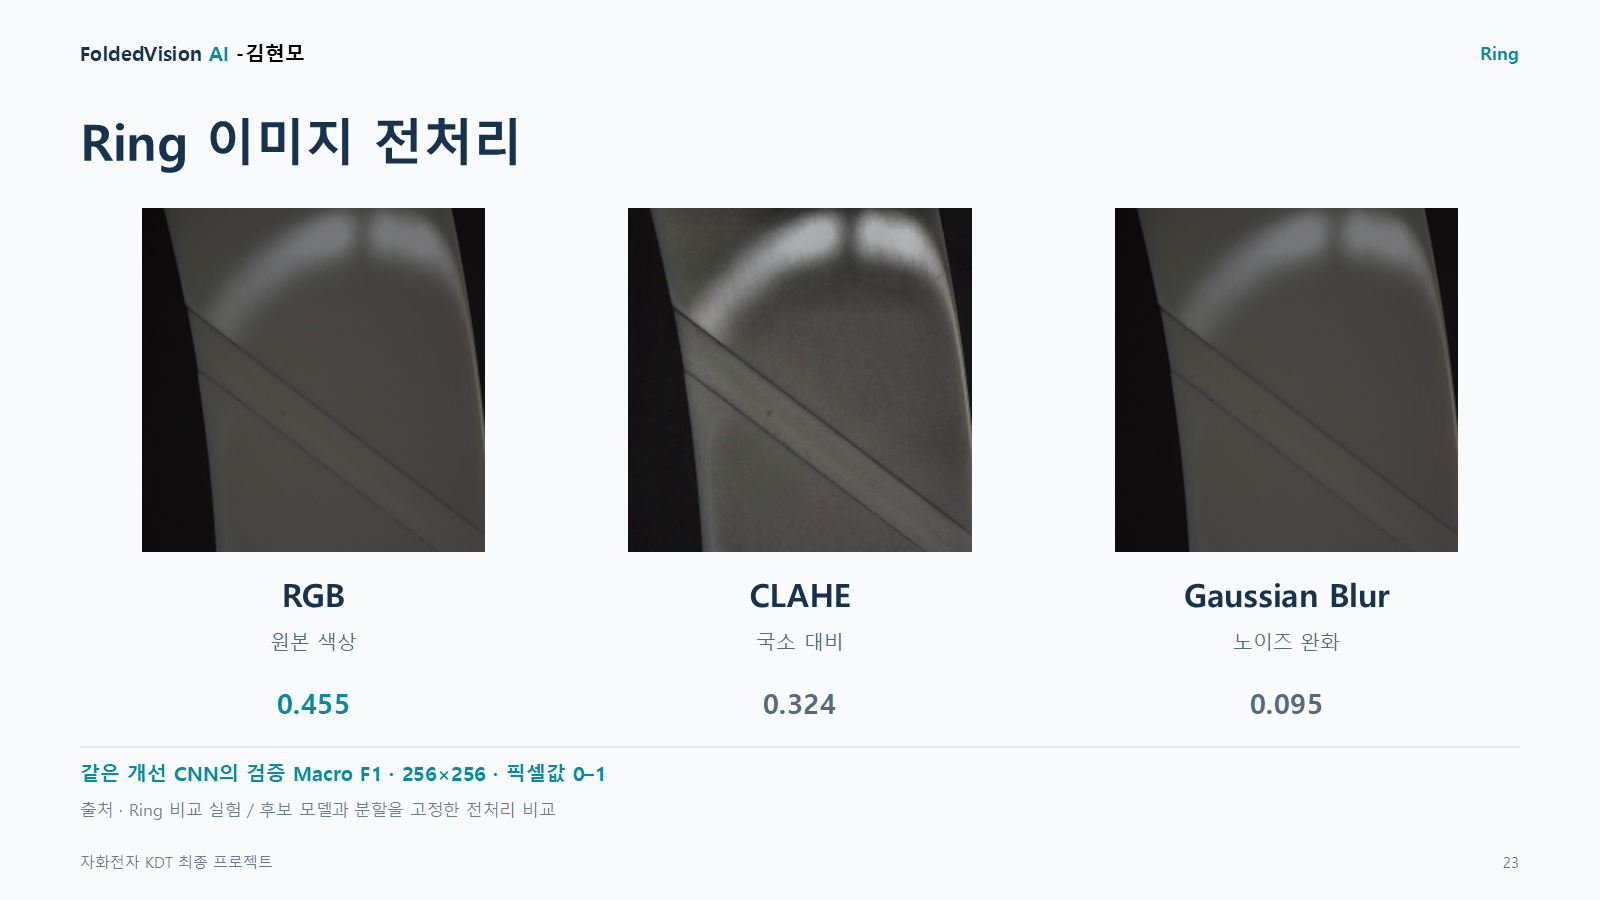 FoldedVision AI -김현모
Ring
Ring 이미지 전처리
RGB
CLAHE
Gaussian Blur
원본 색상
국소 대비
노이즈 완화
0.455
0.324
0.095
같은 개선 CNN의 검증 Macro F1 · 256×256 · 픽셀값 0–1
출처 · Ring 비교 실험 / 후보 모델과 분할을 고정한 전처리 비교
자화전자 KDT 최종 프로젝트
23